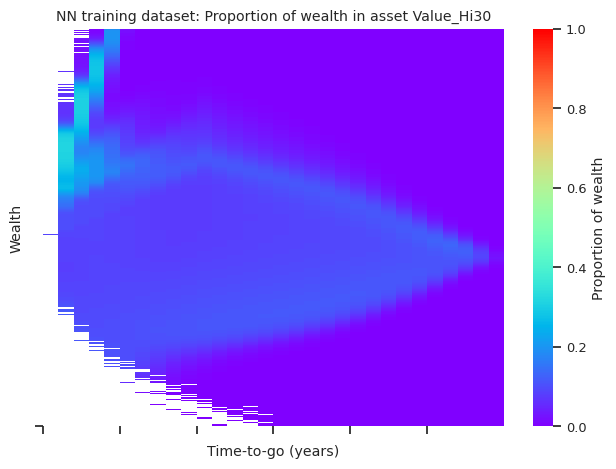 NN training dataset: Proportion of wealth in asset Value_Hi30
Wealth
Time-to-go (years)
1.0
0.8
0.6
0.4
0.2
0.0
Proportion of wealth